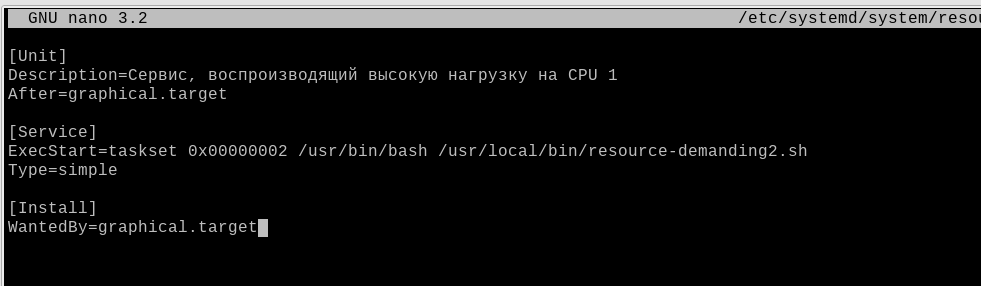 GNU nano 3.2 /etc/systemd/system/resou
[Unit]
Description=Сервис, воспроизводящий высокую нагрузку на CPU 1
After=graphical.target
[Service]
ExecStart=taskset 0x00000002 /usr/bin/bash /usr/local/bin/resource-demanding2.sh
Type=simple
[Install]
WantedBy=graphical.target